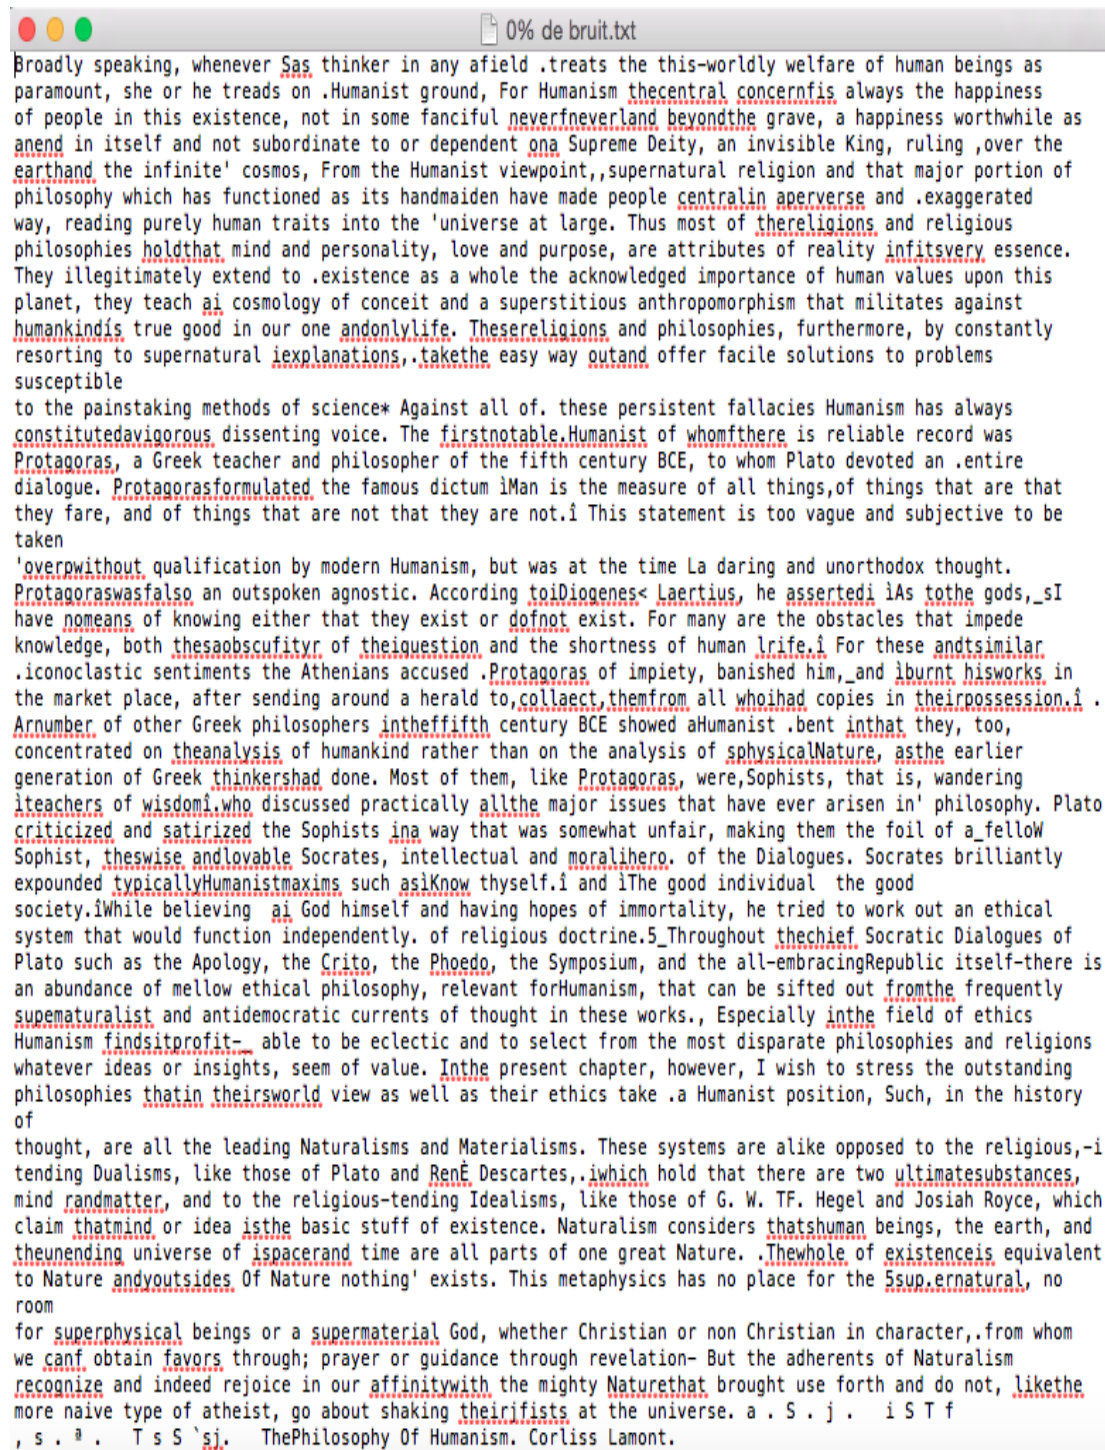 0% de bruit.txt
Broadly speaking, whenever Sas thinker in any afield .treats the this-worldly welfare of human beings as
paramount, she or he treads on .Humanist ground, For Humanism thecentral concernfis always the happiness
of people in this existence, not in some fanciful neverfneverland beyondthe grave, a happiness worthwhile as
anend in itself and not subordinate to or dependent ona Supreme Deity, an invisible King, ruling ,over the
earthand the infinite' cosmos, From the Humanist viewpoint,,supernatural religion and that major portion of
philosophy which has functioned as its handmaiden have made people centralin aperverse and .exaggerated
way, reading purely human traits into the 'universe at large. Thus most of thereligions and religious
philosophies holdthat mind and personality, love and purpose, are attributes of reality infitsvery essence.
They illegitimately extend to .existence as a whole the acknowledged importance of human values upon this
planet, they teach ai cosmology of conceit and a superstitious anthropomorphism that militates against
humankindís true good in our one andonlylife. Thesereligions and philosophies, furthermore, by constantly
resorting to supernatural iexplanations,.takethe easy way outand offer facile solutions to problems
susceptible
to the painstaking methods of science* Against all of. these persistent fallacies Humanism has always
constitutedavigorous dissenting voice. The firstnotable.Humanist of whomfthere is reliable record was
Protagoras, a Greek teacher and philosopher of the fifth century BCE, to whom Plato devoted an .entire
dialogue. Protagorasformulated the famous dictum ìMan is the measure of all things,of things that are that
they fare, and of things that are not that they are not.î This statement is too vague and subjective to be
taken
'overpwithout qualification by modern Humanism, but was at the time La daring and unorthodox thought.
Protagoraswasfalso an outspoken agnostic. According toiDiogenes< Laertius, he assertedi ìAs tothe gods,_sI
have nomeans of knowing either that they exist or dofnot exist. For many are the obstacles that impede
knowledge, both thesaobscufityr of theiquestion and the shortness of human lrife.î For these andtsimilar
.iconoclastic sentiments the Athenians accused .Protagoras of impiety, banished him,_and ìburnt hisworks in
the market place, after sending around a herald to,collaect,themfrom all whoihad copies in theirpossession.î .
Arnumber of other Greek philosophers intheffifth century BCE showed aHumanist .bent inthat they, too,
concentrated on theanalysis of humankind rather than on the analysis of sphysicalNature, asthe earlier
generation of Greek thinkershad done. Most of them, like Protagoras, were,Sophists, that is, wandering
ìteachers of wisdomî.who discussed practically allthe major issues that have ever arisen in' philosophy. Plato
criticized and satirized the Sophists ina way that was somewhat unfair, making them the foil of a_felloW
Sophist, theswise andlovable Socrates, intellectual and moralihero. of the Dialogues. Socrates brilliantly
expounded typicallyHumanistmaxims such asìKnow thyself.î and ìThe good individual  the good
society.îWhile believing  ai God himself and having hopes of immortality, he tried to work out an ethical
system that would function independently. of religious doctrine.5_Throughout thechief Socratic Dialogues of
Plato such as the Apology, the Crito, the Phoedo, the Symposium, and the all-embracingRepublic itself-there is
an abundance of mellow ethical philosophy, relevant forHumanism, that can be sifted out fromthe frequently
supematuralist and antidemocratic currents of thought in these works., Especially inthe field of ethics
Humanism findsitprofit-_ able to be eclectic and to select from the most disparate philosophies and religions
whatever ideas or insights, seem of value. Inthe present chapter, however, I wish to stress the outstanding
philosophies thatin theirsworld view as well as their ethics take .a Humanist position, Such, in the history
of
thought, are all the leading Naturalisms and Materialisms. These systems are alike opposed to the religious,-i
tending Dualisms, like those of Plato and RenÈ Descartes,.iwhich hold that there are two ultimatesubstances,
mind randmatter, and to the religious-tending Idealisms, like those of G. W. TF. Hegel and Josiah Royce, which
claim thatmind or idea isthe basic stuff of existence. Naturalism considers thatshuman beings, the earth, and
theunending universe of ispacerand time are all parts of one great Nature. .Thewhole of existenceis equivalent
to Nature andyoutsides Of Nature nothing' exists. This metaphysics has no place for the 5sup.ernatural, no
room
for superphysical beings or a supermaterial God, whether Christian or non Christian in character,.from whom
we canf obtain favors through; prayer or guidance through revelation- But the adherents of Naturalism
recognize and indeed rejoice in our affinitywith the mighty Naturethat brought use forth and do not, likethe
more naive type of atheist, go about shaking theirjfists at the universe. a . S . j .   i S T f
, s . ª .   T s S `sj.   ThePhilosophy Of Humanism. Corliss Lamont.